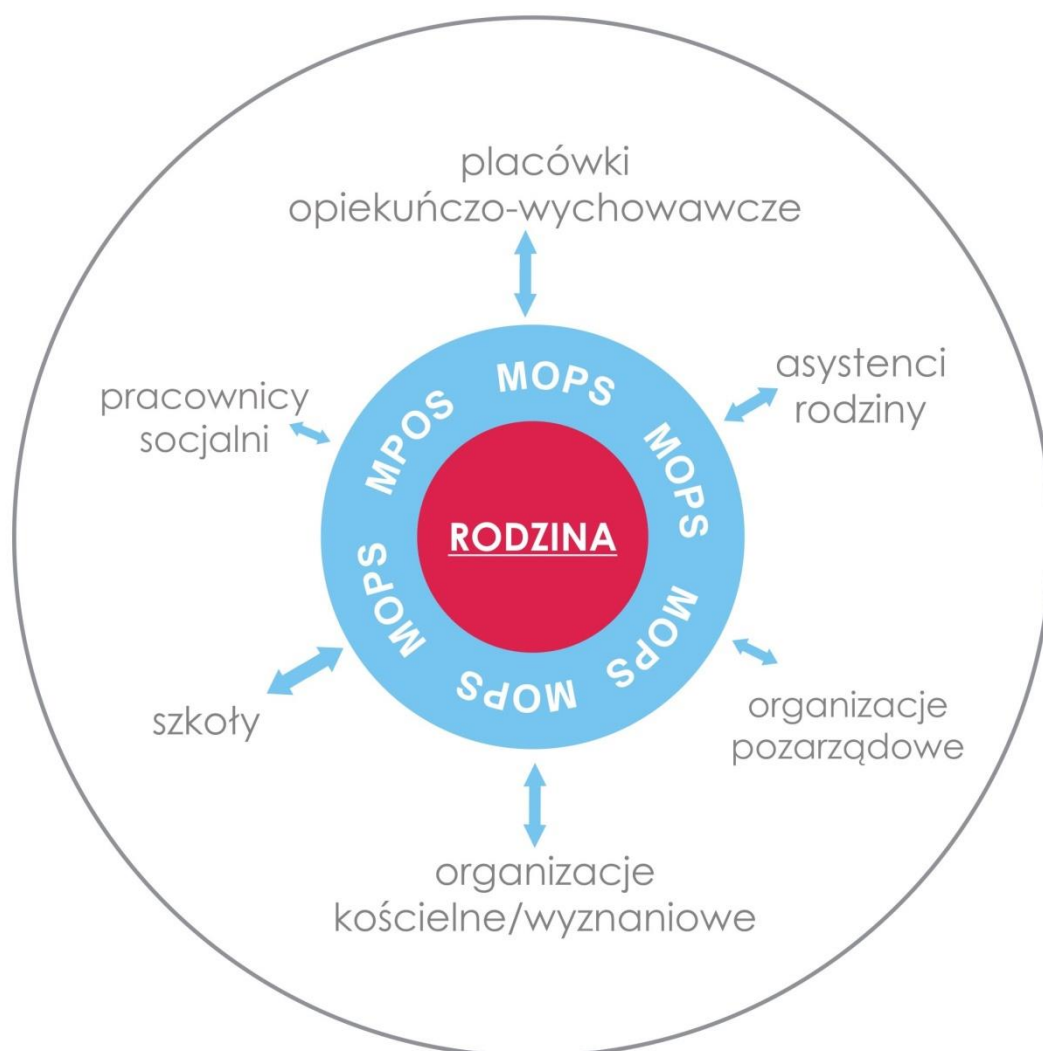 placówki
opiekuńczo-wychowawcze
asystenci
rodziny
pracownicy
socjalni
MPOS
MOPS
MOPS
RODZINA
MOPS
MOPS
MOPS
szkoły
organizacje
pozarządowe
organizacje
kościelne/wyznaniowe